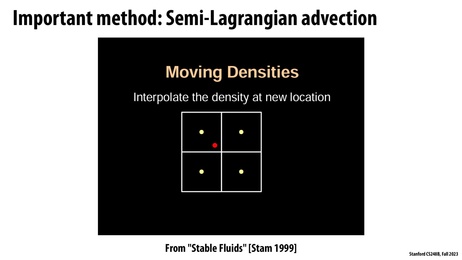 Important method: Semi-Lagrangian advection
Moving Densities
Interpolate the density at new location
From "Stable Fluids" [Stam 1999]
Stanford CS248B, Fall 2023